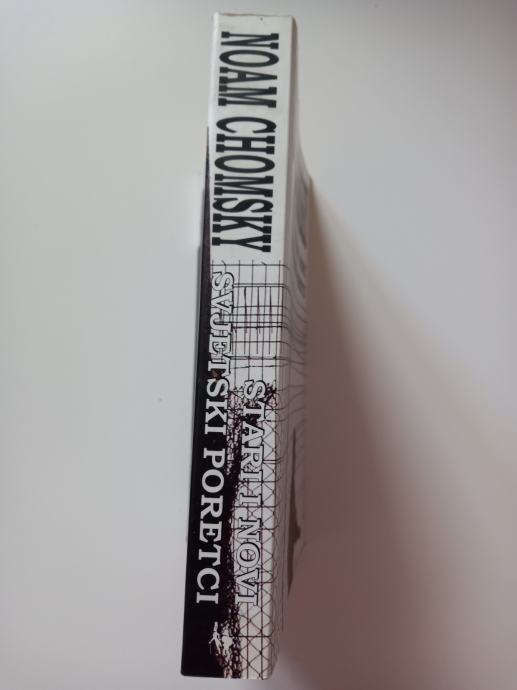 NOAM CHOMSKY
STARI I NOVI
SVJETSKI PORETCI